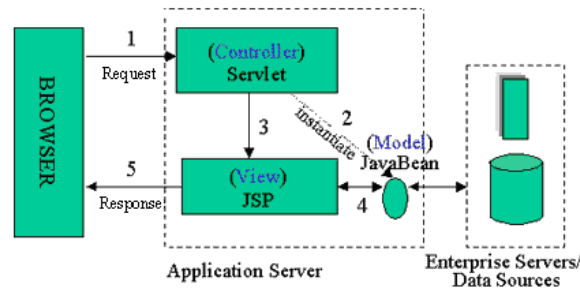 BROWSER
1
Request
(Controller)
Servlet
2
instantiate
3
(Model)
JavaBean
(View)
JSP
4
5
Response
Application Server
Enterprise Servers/
Data Sources